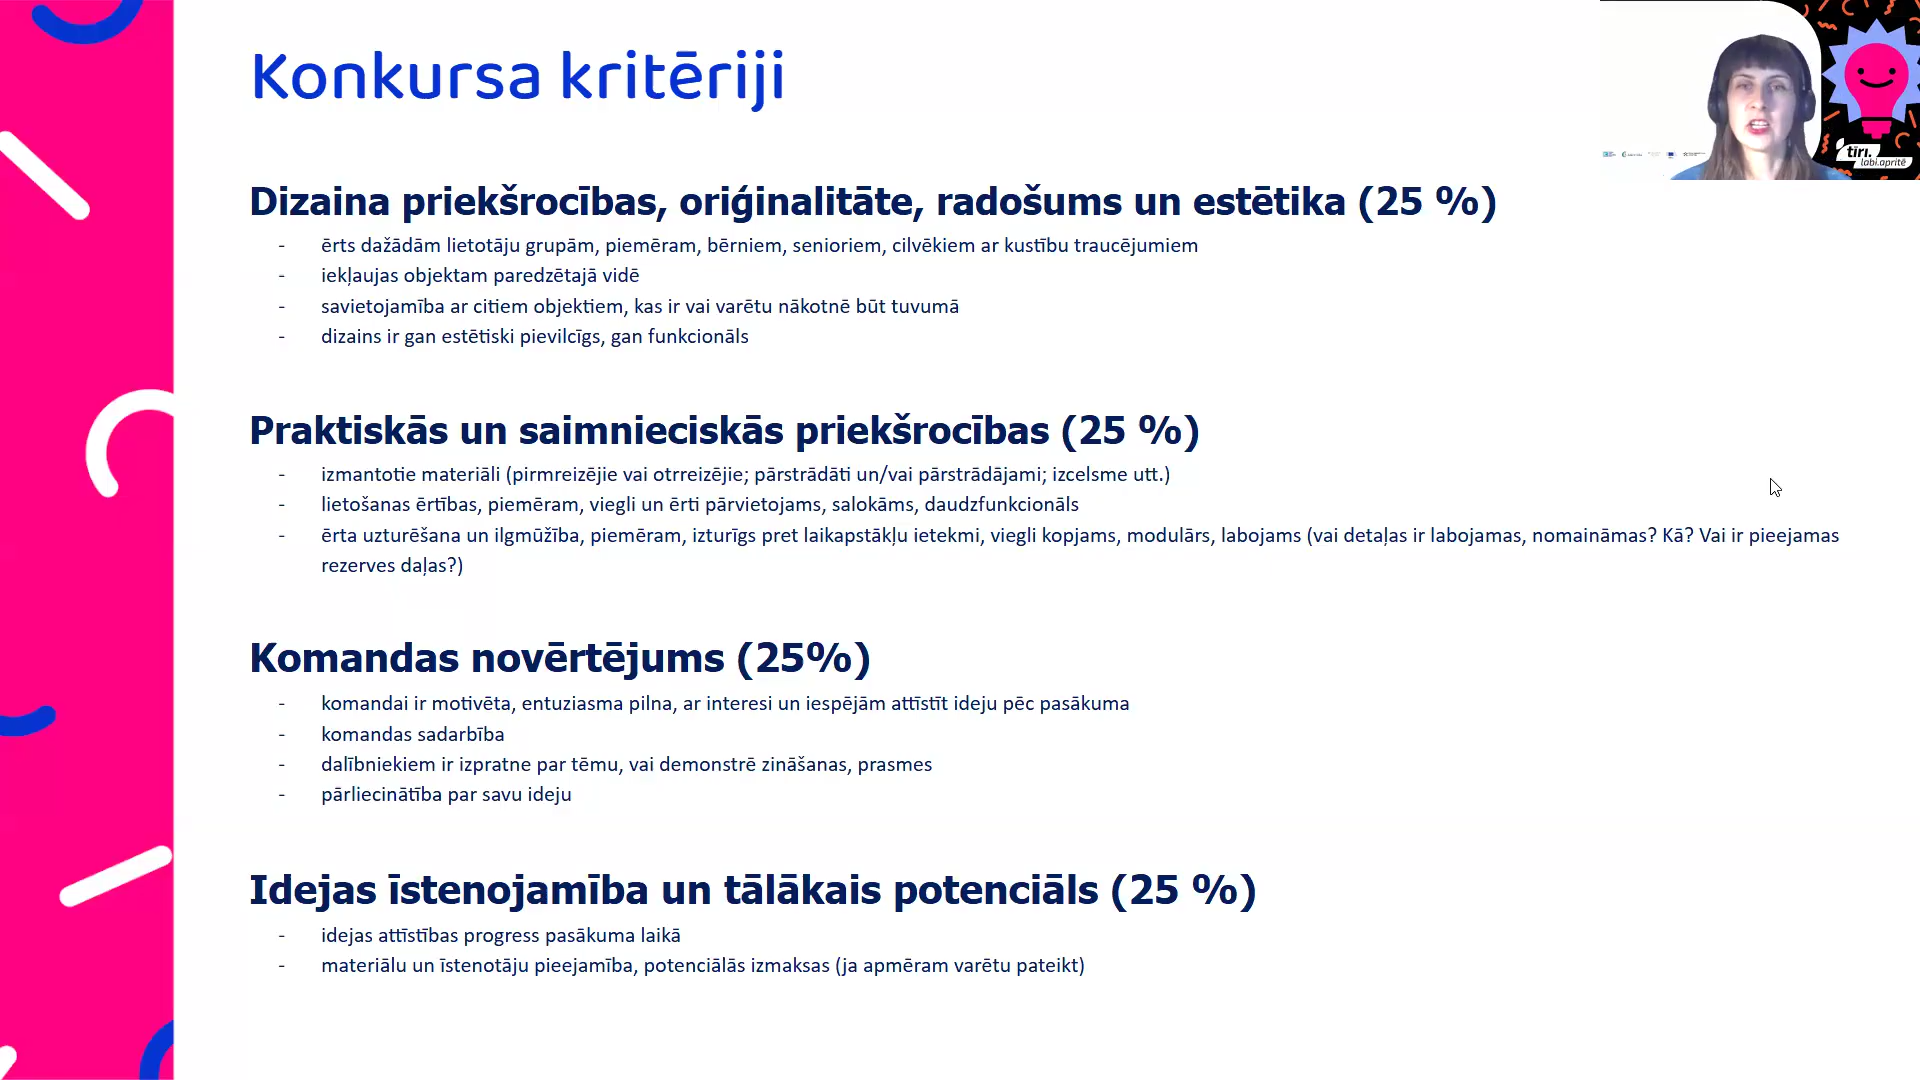 Konkursa kritēriji
tīri.
labi.apritē
Dizaina priekšrocības, oriģinalitāte, radošums un estētika (25 %)
- ērts dažādām lietotāju grupām, piemēram, bērniem, senioriem, cilvēkiem ar kustību traucējumiem
- iekļaujas objektam paredzētajā vidē
- savietojamība ar citiem objektiem, kas ir vai varētu nākotnē būt tuvumā
- dizains ir gan estētiski pievilcīgs, gan funkcionāls
Praktiskās un saimnieciskās priekšrocības (25 %)
- izmantotie materiāli (pirmreizējie vai otrreizējie; pārstrādāti un/vai pārstrādājami; izcelsme utt.)
- lietošanas ērtības, piemēram, viegli un ērti pārvietojams, salokāms, daudzfunkcionāls
- ērta uzturēšana un ilgmūžība, piemēram, izturīgs pret laikapstākļu ietekmi, viegli kopjams, modulārs, labojams (vai detaļas ir labojamas, nomaināmas? Kā? Vai ir pieejamas
rezerves daļas?)
Komandas novērtējums (25%)
- komandai ir motivēta, entuziasma pilna, ar interesi un iespējām attīstīt ideju pēc pasākuma
- komandas sadarbība
- dalībniekiem ir izpratne par tēmu, vai demonstrē zināšanas, prasmes
- pārliecinātība par savu ideju
Idejas īstenojamība un tālākais potenciāls (25 %)
- idejas attīstības progress pasākuma laikā
- materiālu un īstenotāju pieejamība, potenciālās izmaksas (ja apmēram varētu pateikt)